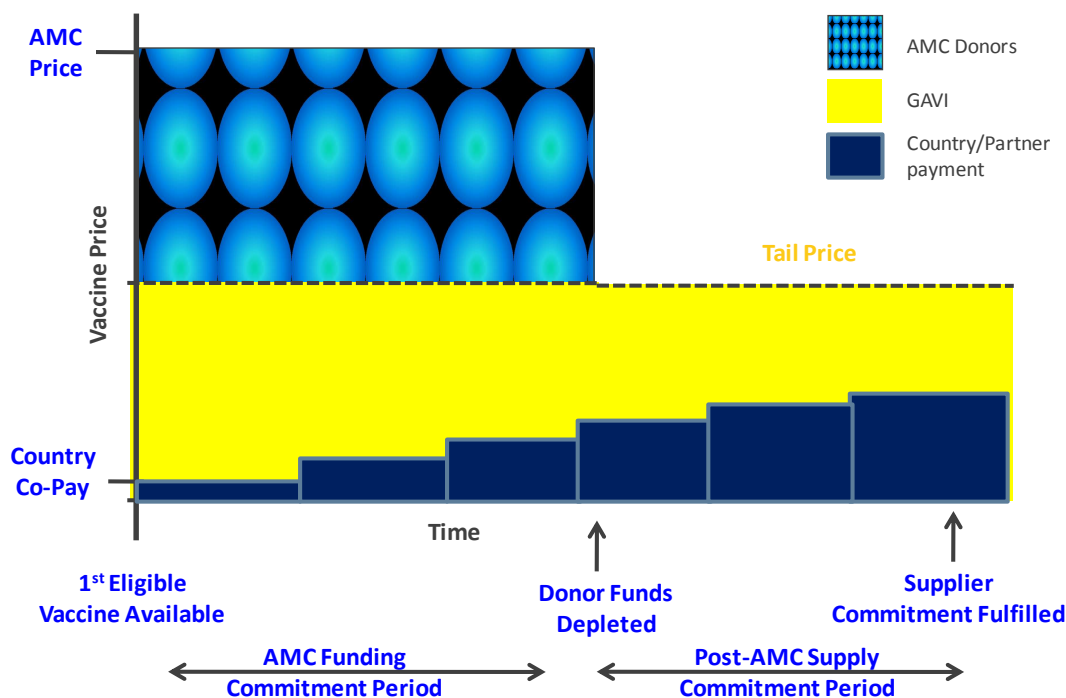 AMC
Price
AMC Donors
GAVI
Country/Partner
payment
Vaccine Price
Tail Price
Country
Co-Pay
Time
1st Eligible
Vaccine Available
Donor Funds
Depleted
Supplier
Commitment Fulfilled
AMC Funding
Commitment Period
Post-AMC Supply
Commitment Period